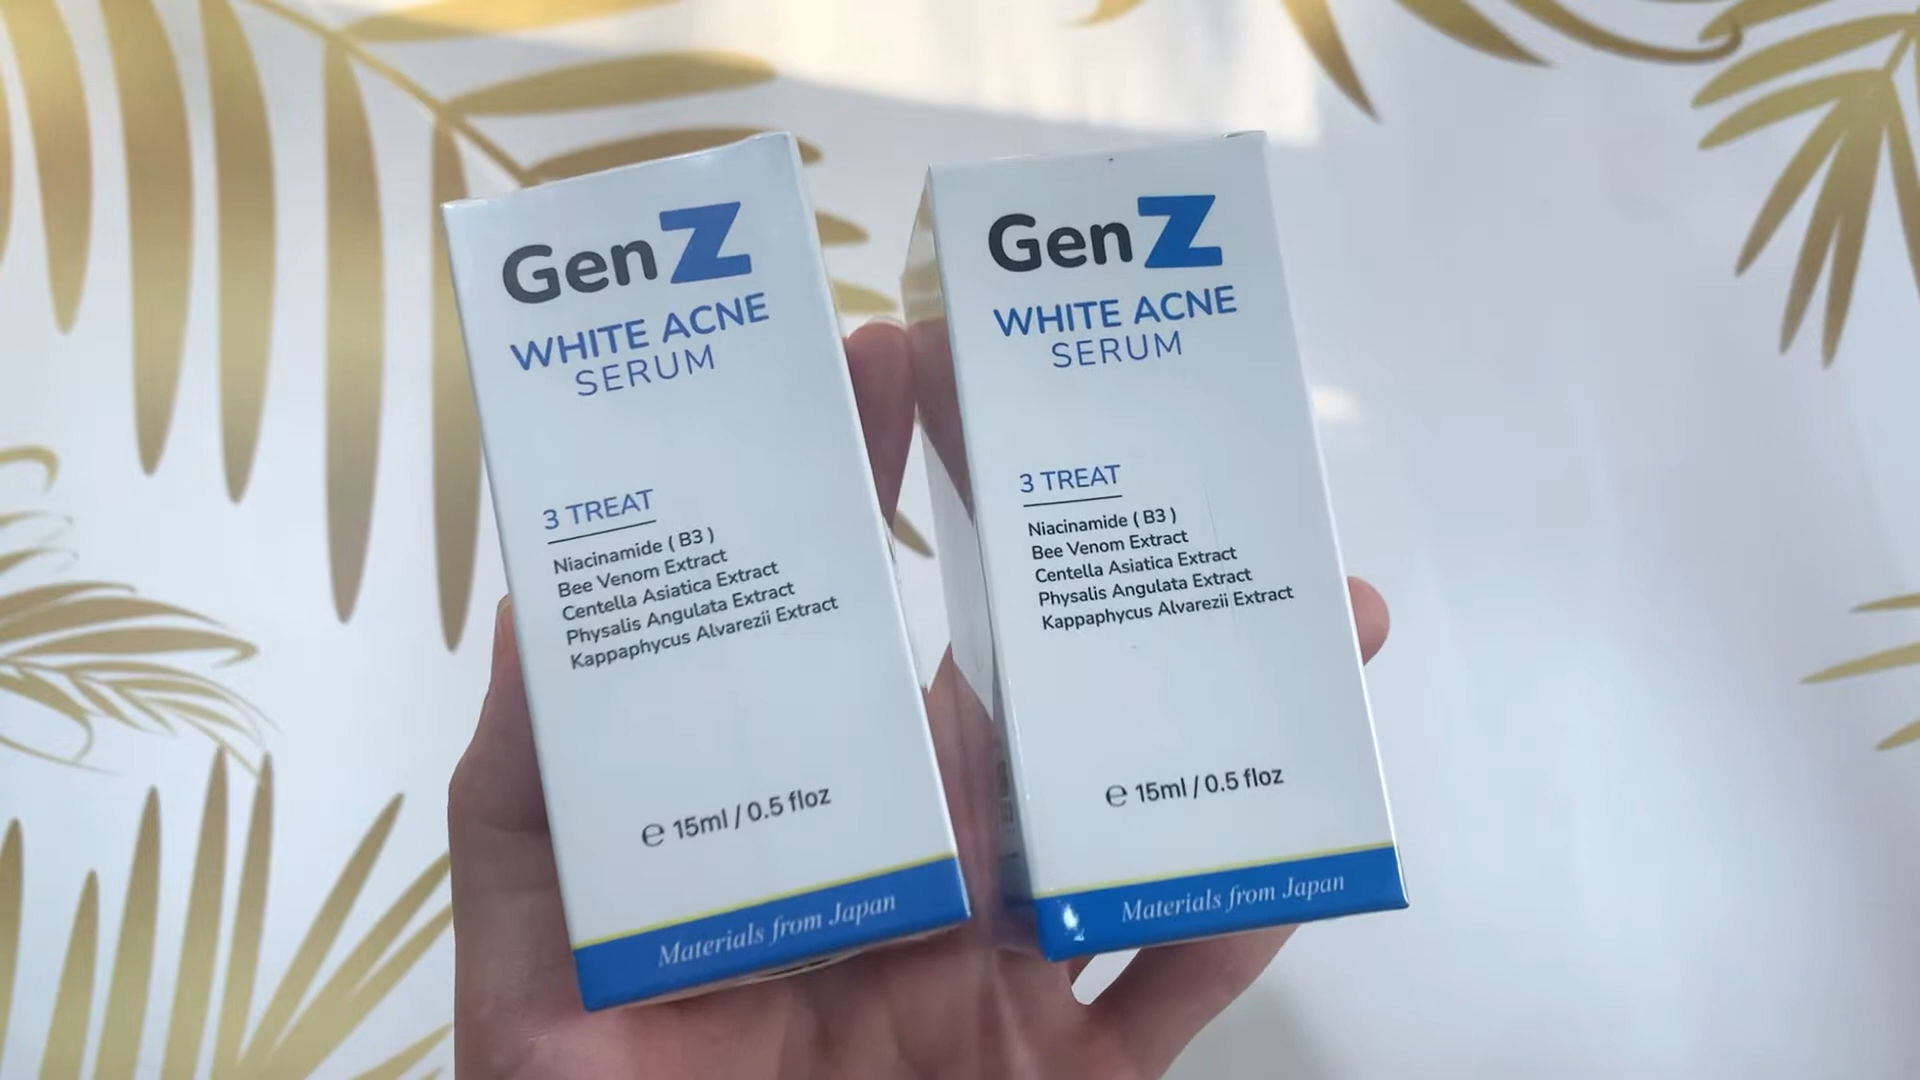 GenZ
WHITE ACNE
SERUM
3 TREAT
Niacinamide ( B3 )
Bee Venom Extract
Centella Asiatica Extract
Physalis Angulata Extract
Kappaphycus Alvarezii Extract
℮ 15ml / 0.5 floz
Materials from Japan
GenZ
WHITE ACNE
SERUM
3 TREAT
Niacinamide ( B3 )
Bee Venom Extract
Centella Asiatica Extract
Physalis Angulata Extract
Kappaphycus Alvarezii Extract
℮ 15ml / 0.5 floz
Materials from Japan